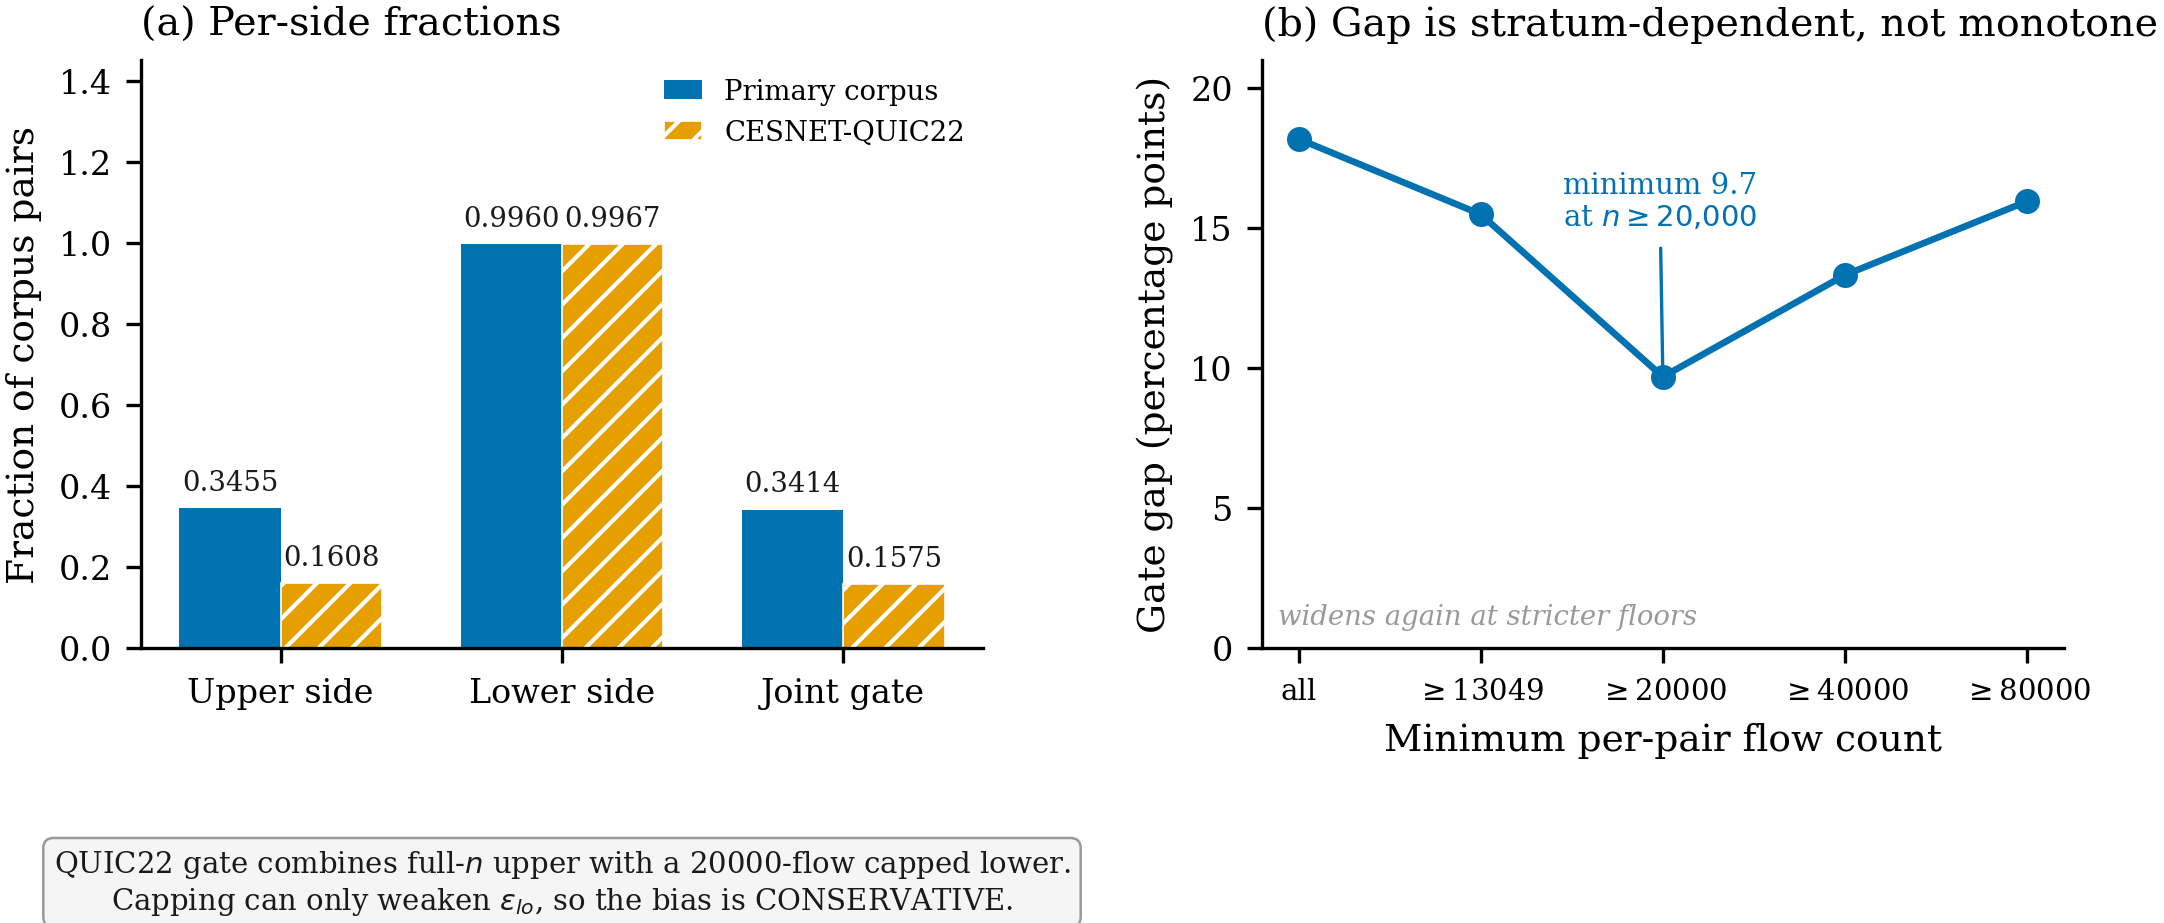 (a) Per-side fractions
Fraction of corpus pairs
1.4
1.2
1.0
0.8
0.6
0.4
0.2
0.0
Primary corpus
CESNET-QUIC22
0.3455
0.1608
0.9960
0.9967
0.3414
0.1575
Upper side
Lower side
Joint gate
QUIC22 gate combines full-n upper with a 20000-flow capped lower.
Capping can only weaken ε_lo, so the bias is CONSERVATIVE.
(b) Gap is stratum-dependent, not monotone
Gate gap (percentage points)
20
15
10
5
0
minimum 9.7
at n ≥ 20,000
widens again at stricter floors
all
≥ 13049
≥ 20000
≥ 40000
≥ 80000
Minimum per-pair flow count